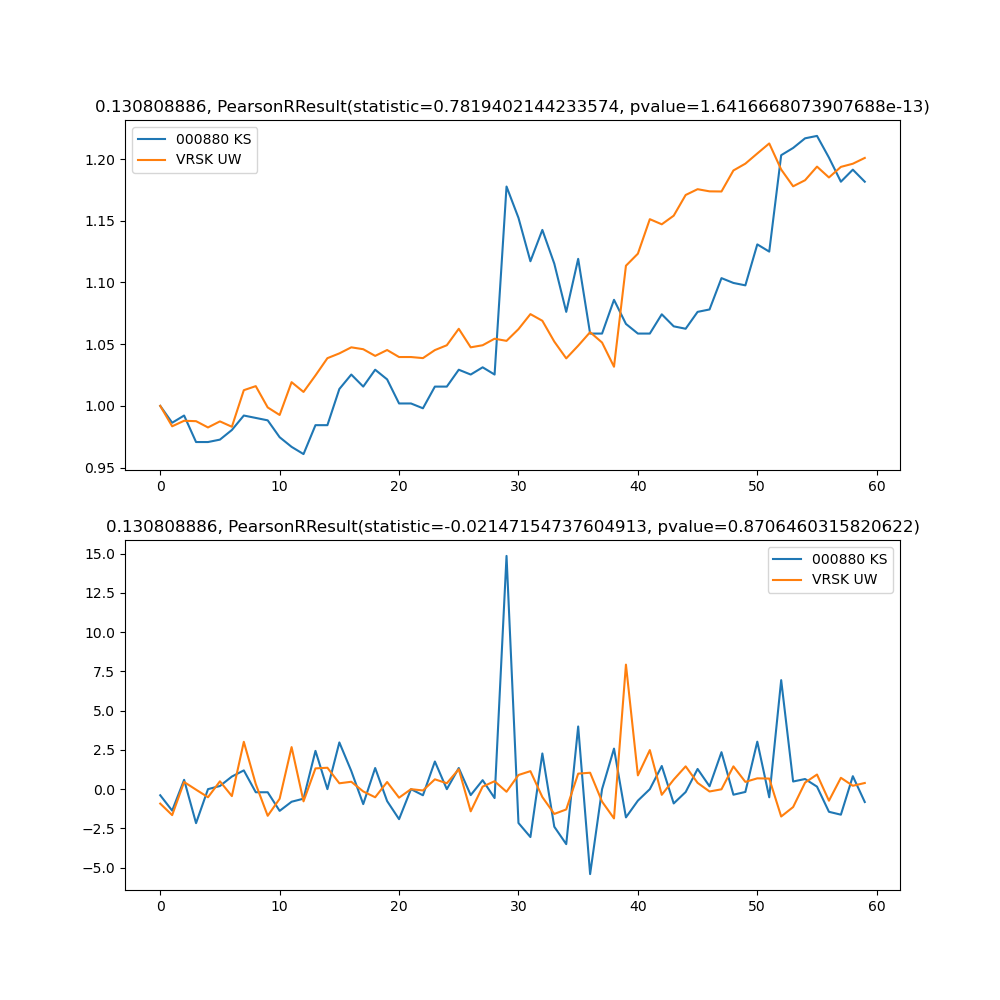 0.130808886, PearsonRResult(statistic=0.7819402144233574, pvalue=1.6416668073907688e-13)
000880 KS
VRSK UW
1.20
1.15
1.10
1.05
1.00
0.95
0 10 20 30 40 50 60
0.130808886, PearsonRResult(statistic=-0.02147154737604913, pvalue=0.8706460315820622)
000880 KS
VRSK UW
15.0
12.5
10.0
7.5
5.0
2.5
0.0
−2.5
−5.0
0 10 20 30 40 50 60